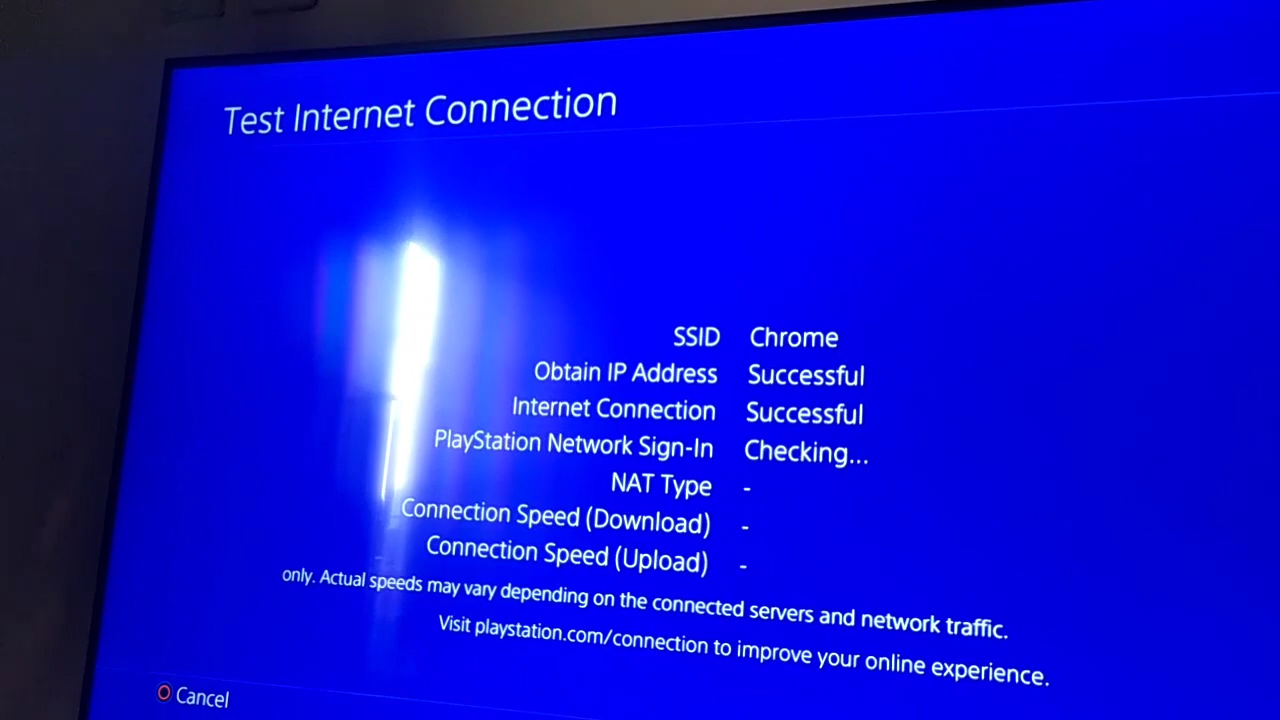 Test Internet Connection
SSID Chrome
Obtain IP Address Successful
Internet Connection Successful
PlayStation Network Sign-In Checking...
NAT Type -
Connection Speed (Download) -
Connection Speed (Upload) -
only. Actual speeds may vary depending on the connected servers and network traffic.
Visit playstation.com/connection to improve your online experience.
Cancel